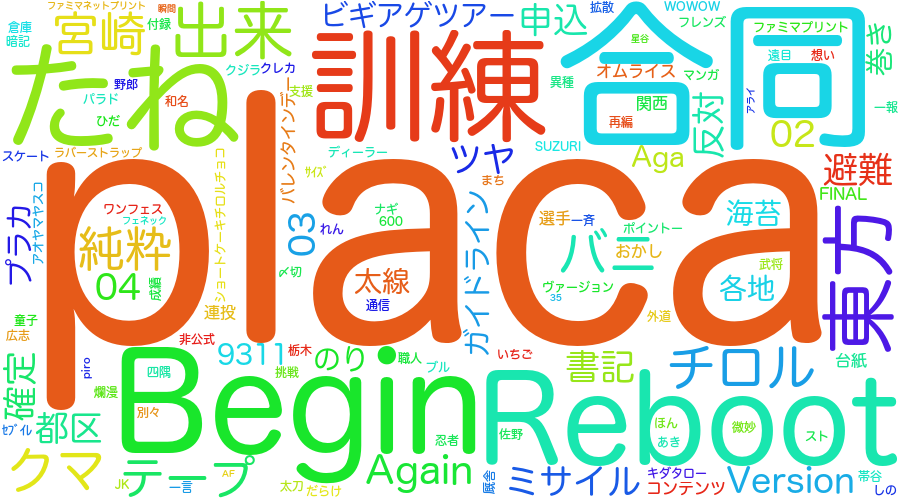 ファミマネットプリント
瞬間
ビギアゲツアー
拡散
WOWOW
倉庫
暗記
宮崎
付録
出来
申込
フレンズ
ファミマプリント
巻き
星谷
遠目
想い
たね
野郎
クジラ
クレカ
訓練
合同
オムライス
マンガ
パラド
和名
支援
異種
関西
アライ
一報
ひだ
再編
反対
02
スケート
ラバーストラップ
バレンタインデー
ディーラー
ツヤ
SUZURI
Aga
避難
サイズ
まち
FINAL
アオヤマヤスコ
ショートケーキチロルチョコ
placa
ワンフェス
フェネック
プラカ
純粋
03
れん
ナギ
600
ガイドライン
選手
一斉
ポイントー
海苔
東方
バニ
おかし
04
成績
〆切
太線
通信
ヴァージョン
35
武将
各地
童子
広志
連投
外道
非公式
9311
栃木
のり
職人
いちご
書記
チロル
台紙
確定
piro
四隅
挑戦
ブル
Begin
Reboot
爛漫
別々
セブイレ
都区
忍者
佐野
ほん
あき
微妙
スト
クマ
テープ
AF
Again
凮舎
ミサイル
キダタロー
コンテンツ
Version
帯谷
しの
JK
一言
太刀
だらけ